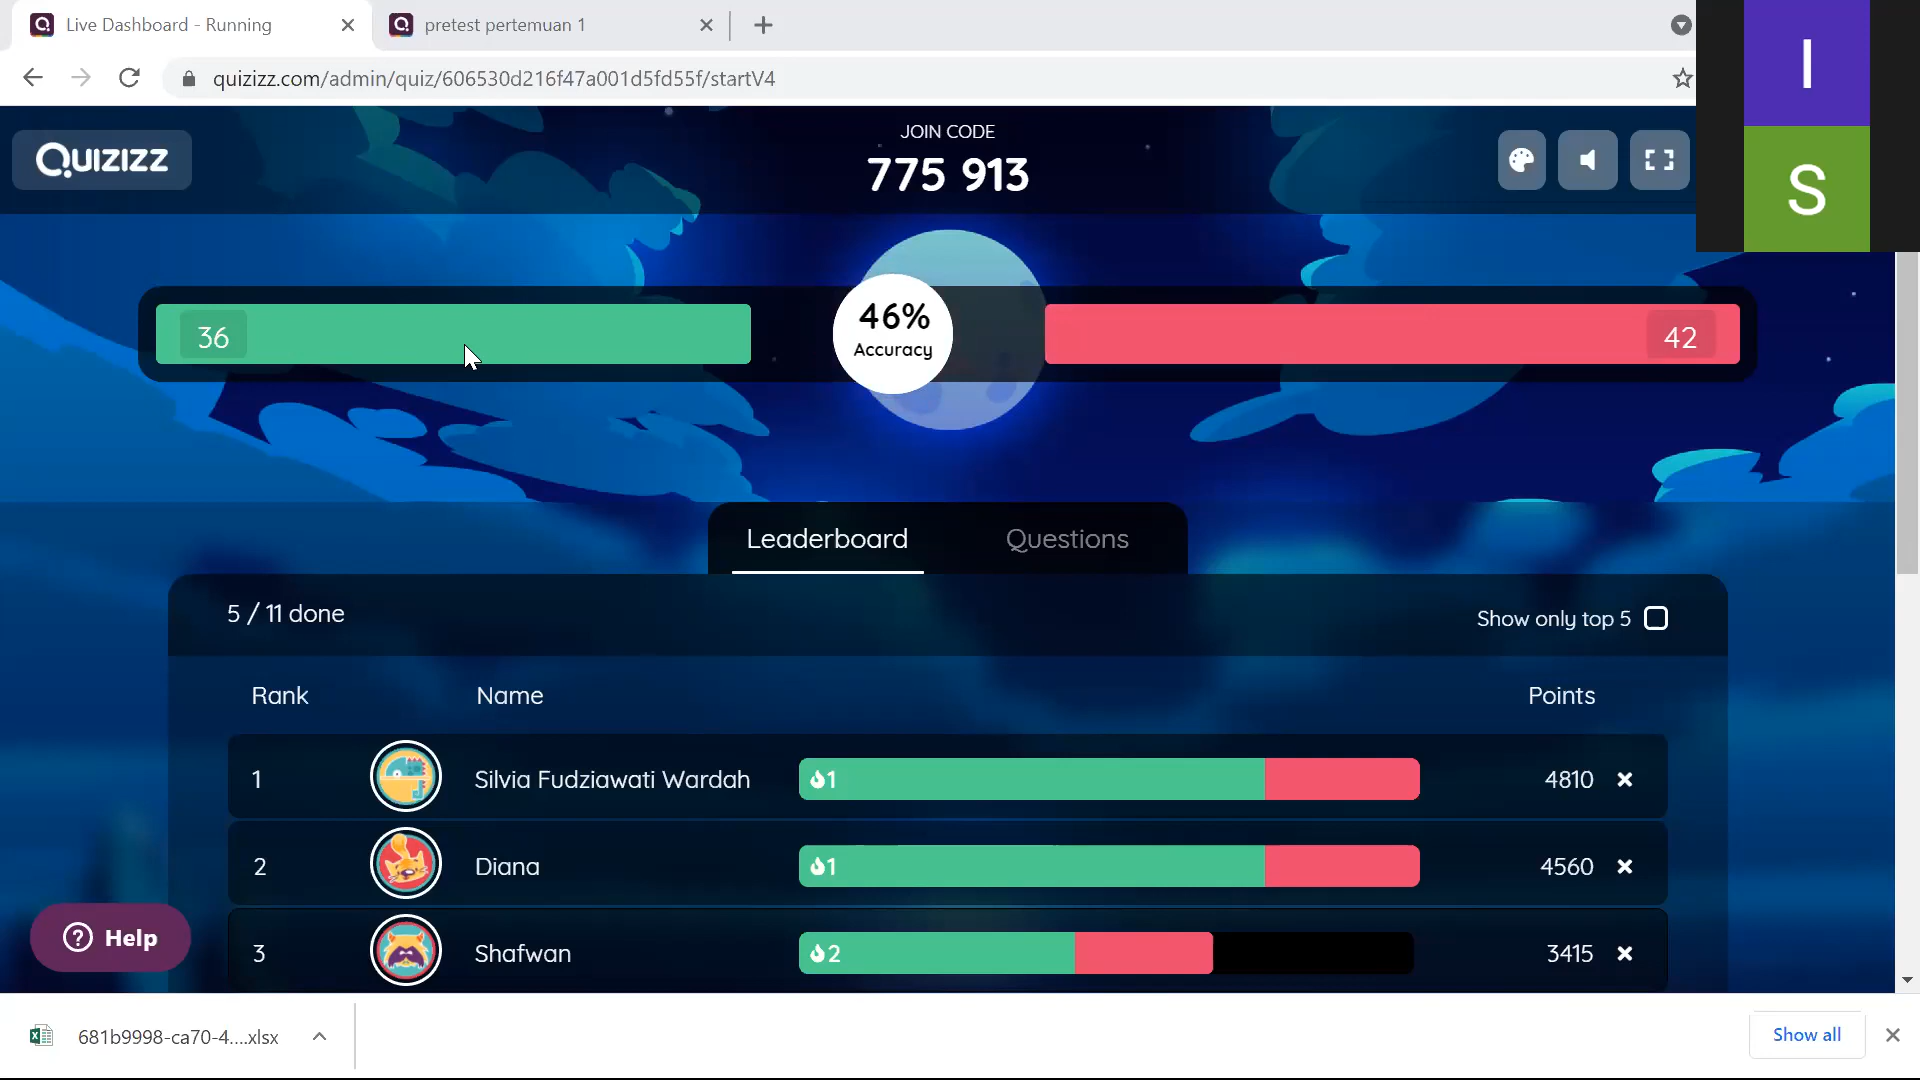 Live Dashboard - Running
pretest pertemuan 1
quizizz.com/admin/quiz/606530d216f47a001d5fd55f/startV4
I
S
QUIZIZZ
JOIN CODE
775 913
36
46%
Accuracy
42
Leaderboard
Questions
5 / 11 done
Show only top 5
Rank
Name
Points
1
Silvia Fudziawati Wardah
1
4810
2
Diana
1
4560
3
Shafwan
2
3415
Help
681b9998-ca70-4....xlsx
Show all